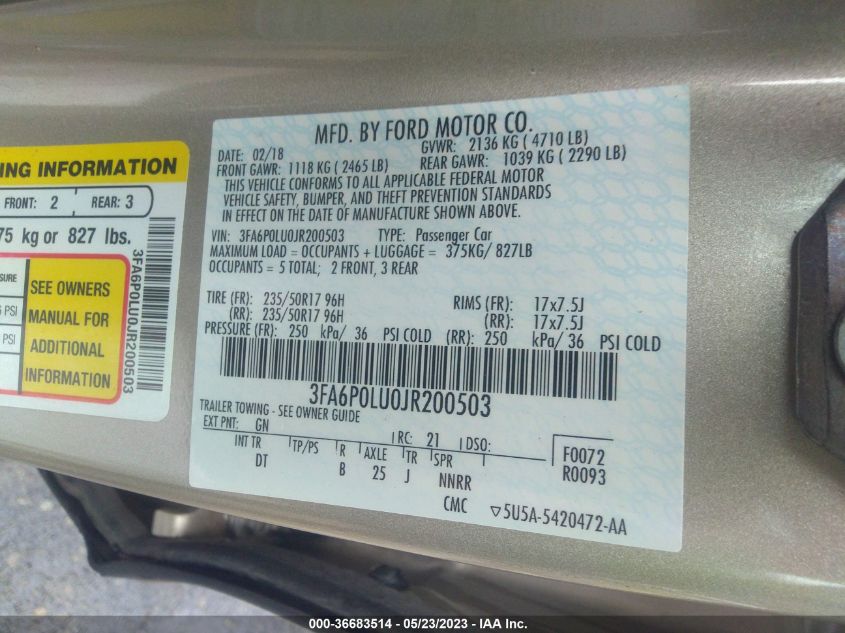 ING INFORMATION
FRONT: 2 REAR: 3
75 kg or 827 lbs.
SURE
PSI
PSI
SEE OWNERS
MANUAL FOR
ADDITIONAL
INFORMATION
3FA6P0LU0JR200503
MFD. BY FORD MOTOR CO.
DATE: 02/18 GVWR: 2136 KG ( 4710 LB)
FRONT GAWR: 1118 KG ( 2465 LB) REAR GAWR: 1039 KG ( 2290 LB)
THIS VEHICLE CONFORMS TO ALL APPLICABLE FEDERAL MOTOR
VEHICLE SAFETY, BUMPER, AND THEFT PREVENTION STANDARDS
IN EFFECT ON THE DATE OF MANUFACTURE SHOWN ABOVE.
VIN: 3FA6P0LU0JR200503 TYPE: Passenger Car
MAXIMUM LOAD = OCCUPANTS + LUGGAGE = 375KG/ 827LB
OCCUPANTS = 5 TOTAL; 2 FRONT, 3 REAR
TIRE (FR): 235/50R17 96H RIMS (FR): 17x7.5J
(RR): 235/50R17 96H (RR): 17x7.5J
PRESSURE (FR): 250 kPa/ 36 PSI COLD (RR): 250 kPa/ 36 PSI COLD
3FA6P0LU0JR200503
TRAILER TOWING - SEE OWNER GUIDE
EXT PNT: GN RC: 21 DSO: F0072
INT TR TP/PS R AXLE TR SPR R0093
DT B 25 J NNRR
CMC 5U5A-5420472-AA
000-36683514 - 05/23/2023 - IAA Inc.